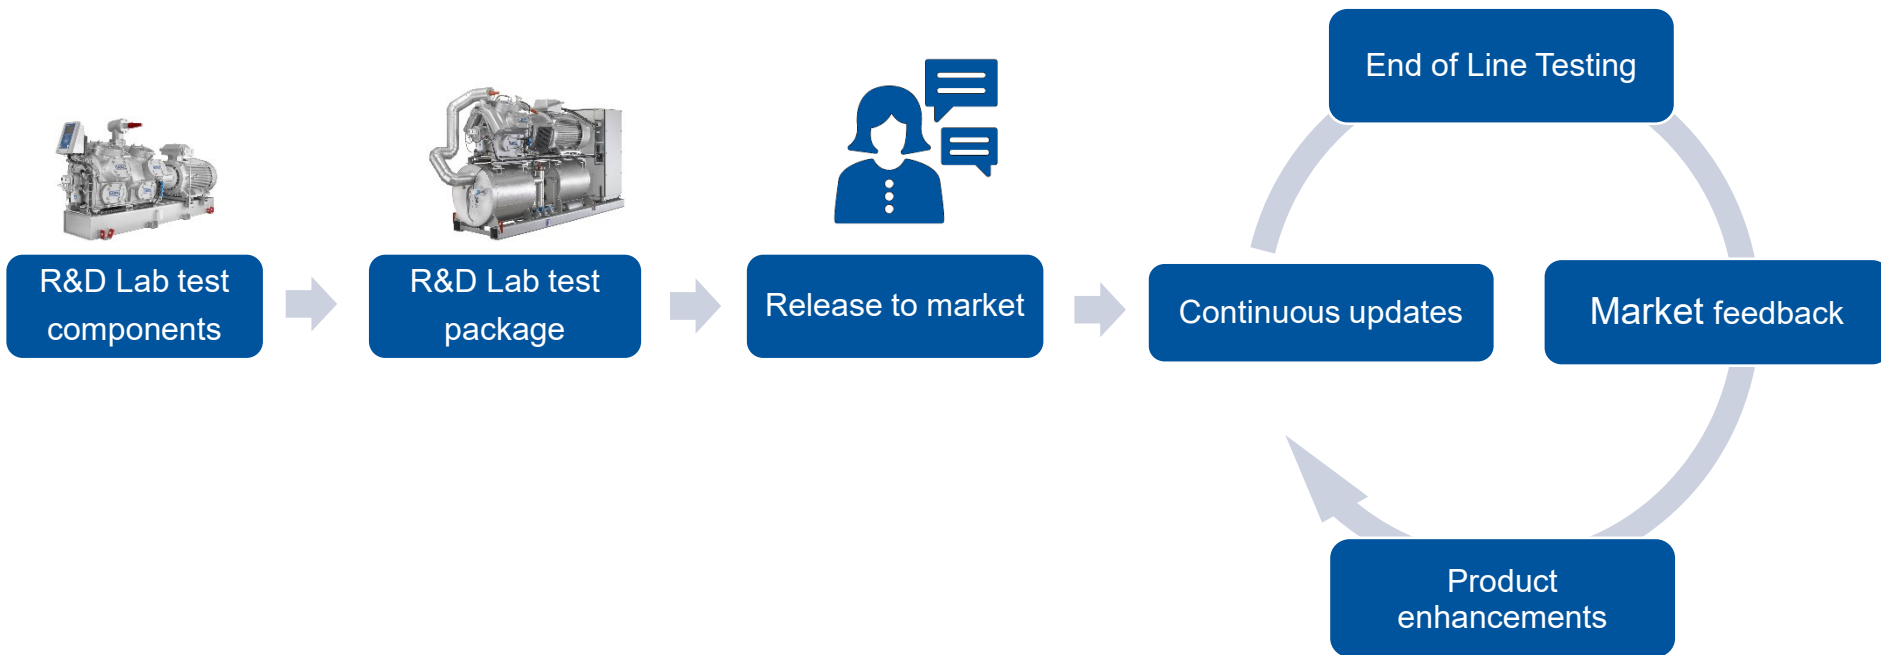 R&D Lab test
components
R&D Lab test
package
Release to market
Continuous updates
End of Line Testing
Market feedback
Product
enhancements